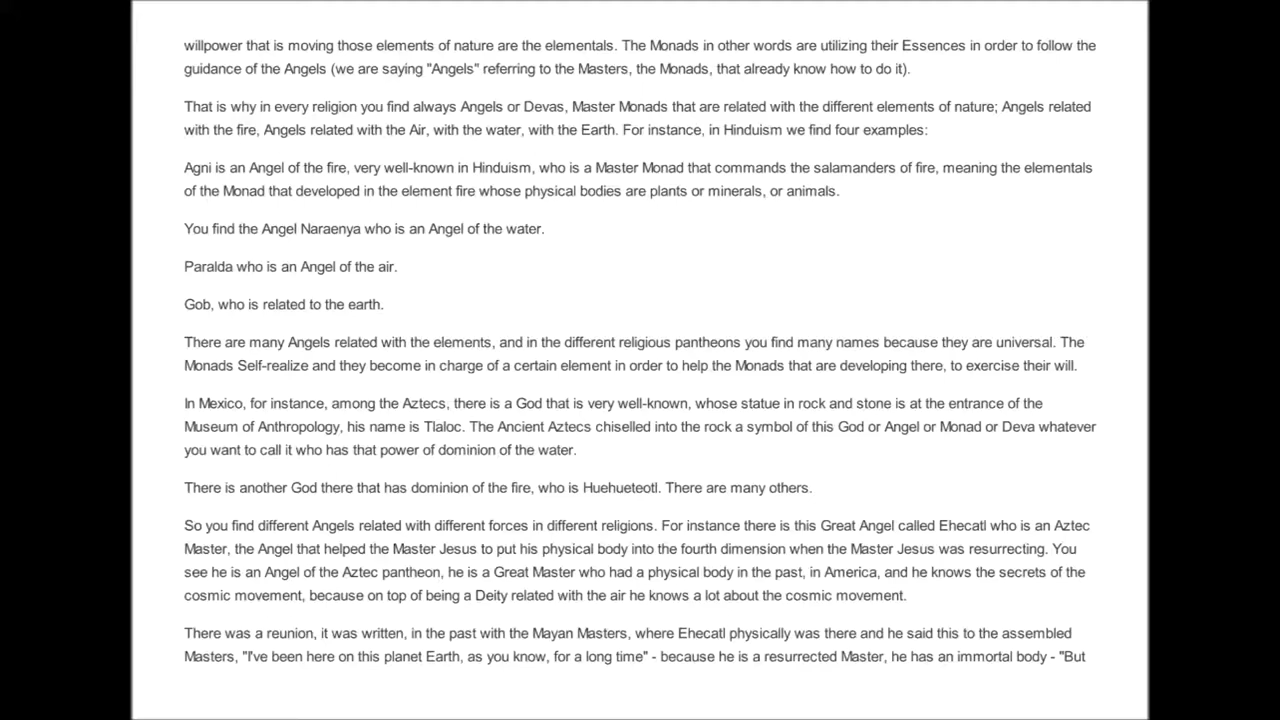 willpower that is moving those elements of nature are the elementals. The Monads in other words are utilizing their Essences in order to follow the
guidance of the Angels (we are saying "Angels" referring to the Masters, the Monads, that already know how to do it).
That is why in every religion you find always Angels or Devas, Master Monads that are related with the different elements of nature; Angels related
with the fire, Angels related with the Air, with the water, with the Earth. For instance, in Hinduism we find four examples:
Agni is an Angel of the fire, very well-known in Hinduism, who is a Master Monad that commands the salamanders of fire, meaning the elementals
of the Monad that developed in the element fire whose physical bodies are plants or minerals, or animals.
You find the Angel Naraenya who is an Angel of the water.
Paralda who is an Angel of the air.
Gob, who is related to the earth.
There are many Angels related with the elements, and in the different religious pantheons you find many names because they are universal. The
Monads Self-realize and they become in charge of a certain element in order to help the Monads that are developing there, to exercise their will.
In Mexico, for instance, among the Aztecs, there is a God that is very well-known, whose statue in rock and stone is at the entrance of the
Museum of Anthropology, his name is Tlaloc. The Ancient Aztecs chiselled into the rock a symbol of this God or Angel or Monad or Deva whatever
you want to call it who has that power of dominion of the water.
There is another God there that has dominion of the fire, who is Huehueteotl. There are many others.
So you find different Angels related with different forces in different religions. For instance there is this Great Angel called Ehecatl who is an Aztec
Master, the Angel that helped the Master Jesus to put his physical body into the fourth dimension when the Master Jesus was resurrecting. You
see he is an Angel of the Aztec pantheon, he is a Great Master who had a physical body in the past, in America, and he knows the secrets of the
cosmic movement, because on top of being a Deity related with the air he knows a lot about the cosmic movement.
There was a reunion, it was written, in the past with the Mayan Masters, where Ehecatl physically was there and he said this to the assembled
Masters, "I've been here on this planet Earth, as you know, for a long time" - because he is a resurrected Master, he has an immortal body - "But